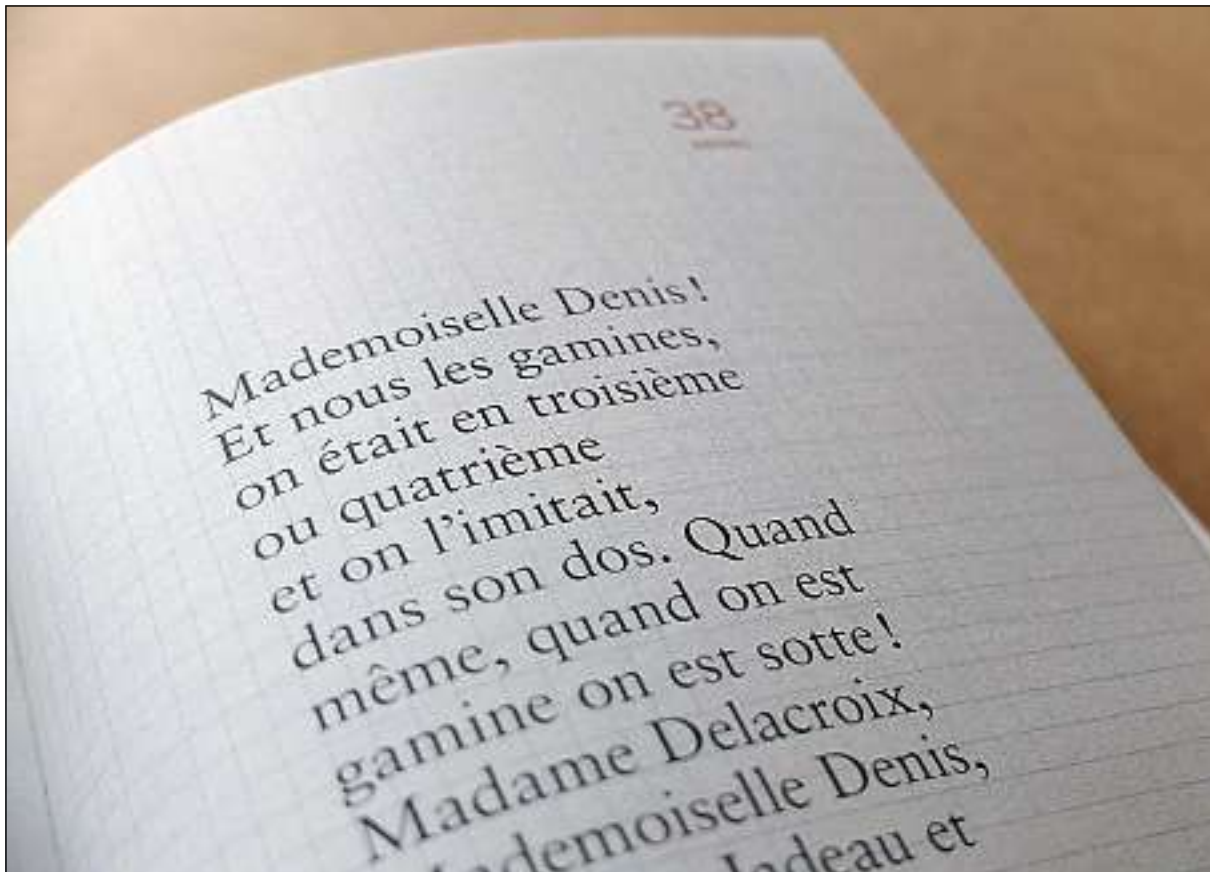 38
Mademoiselle Denis!
Et nous les gamines,
on était en troisième
ou quatrième
et on l'imitait,
dans son dos. Quand
même, quand on est
gamine on est sotte!
Madame Delacroix,
Mademoiselle Denis,
et